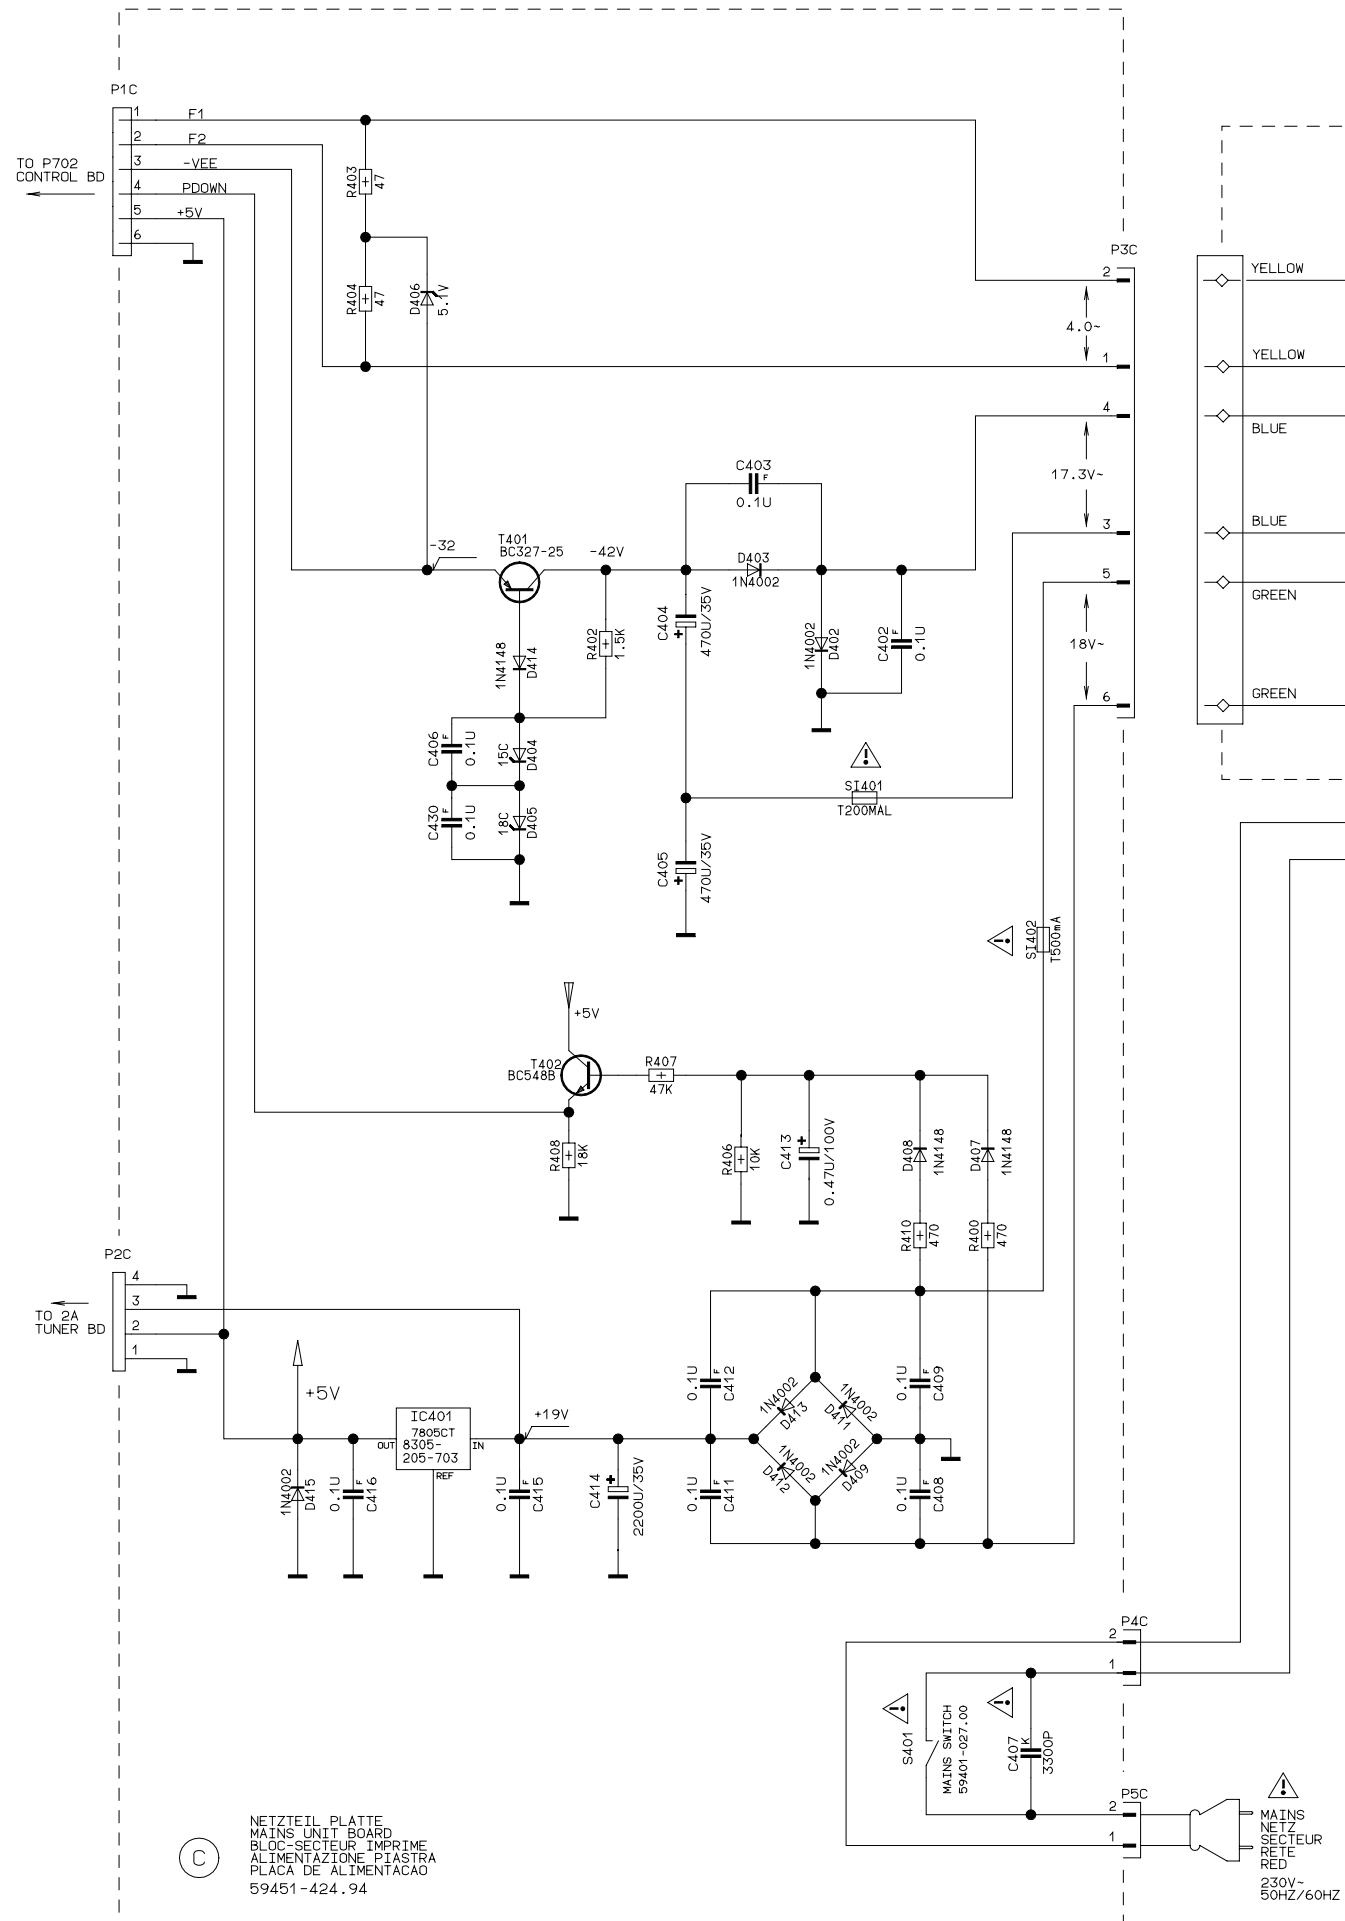 P1C
1
F1
2
F2
3
-VEE
4
PDOWN
5
+5V
6
TO P702
CONTROL BD
R403
47
R404
47
D406
5.1V
P3C
2
4.0~
1
4
17.3V~
3
5
18V~
6
YELLOW
YELLOW
BLUE
BLUE
GREEN
GREEN
C403
F
0.1U
-32
T401
BC327-25
-42V
D403
1N4002
C404
470U/35V
R402
1.5K
1N4002
D402
C402
F
0.1U
1N4148
D414
C406
F
0.1U
15C
D404
C430
F
0.1U
18C
D405
SI401
T200MAL
C405
470U/35V
SI402
T500mA
+5V
T402
BC548B
R407
47K
R408
18K
R406
10K
C413
0.47U/100V
D408
1N4148
D407
1N4148
R410
470
R400
470
P2C
4
3
2
1
TO 2A
TUNER BD
+5V
IC401
7805CT
8305-
205-703
OUT
IN
REF
+19V
1N4002
D415
0.1U
F
C416
0.1U
F
C415
C414
2200U/35V
0.1U
F
C412
0.1U
F
C411
1N4002
D413
1N4002
D411
1N4002
D412
1N4002
D409
0.1U
F
C409
0.1U
F
C408
P4C
2
1
S401
MAINS SWITCH
59401-027.00
C407
K
3300P
P5C
2
1
MAINS
NETZ
SECTEUR
RETE
RED
230V~
50HZ/60HZ
C
NETZTEIL PLATTE
MAINS UNIT BOARD
BLOC-SECTEUR IMPRIME
ALIMENTAZIONE PIASTRA
PLACA DE ALIMENTACAO
59451-424.94